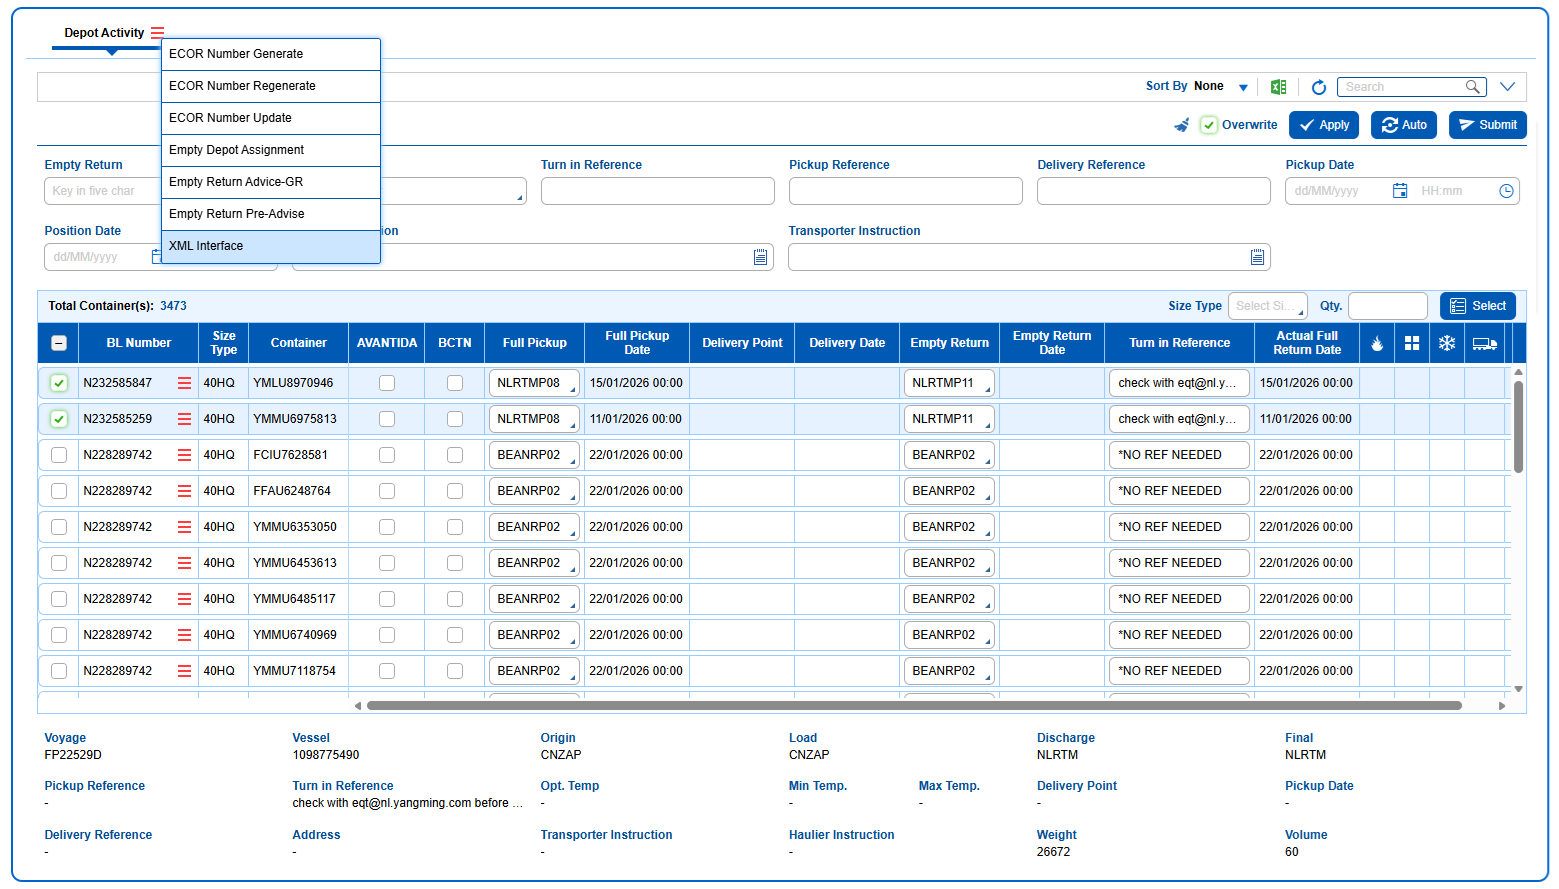 Depot Activity
ECOR Number Generate
ECOR Number Regenerate
ECOR Number Update
Empty Depot Assignment
Empty Return Advice-GR
Empty Return Pre-Advise
XML Interface
Sort By None Search
Overwrite Apply Auto Submit
Empty Return Turn in Reference Pickup Reference Delivery Reference Pickup Date
Key in five char dd/MM/yyyy HH:mm
Position Date Transporter Instruction
dd/MM/yyyy
Total Container(s): 3473 Size Type Select Si... Qty. Select
BL Number Size Type Container AVANTIDA BCTN Full Pickup Full Pickup Date Delivery Point Delivery Date Empty Return Empty Return Date Turn in Reference Actual Full Return Date
N232585847 40HQ YMLU8970946 NLRTMP08 15/01/2026 00:00 NLRTMP11 check with eqt@nl.y... 15/01/2026 00:00
N232585259 40HQ YMMU6975813 NLRTMP08 11/01/2026 00:00 NLRTMP11 check with eqt@nl.y... 11/01/2026 00:00
N228289742 40HQ FCIU7628581 BEANRP02 22/01/2026 00:00 BEANRP02 *NO REF NEEDED 22/01/2026 00:00
N228289742 40HQ FFAU6248764 BEANRP02 22/01/2026 00:00 BEANRP02 *NO REF NEEDED 22/01/2026 00:00
N228289742 40HQ YMMU6353050 BEANRP02 22/01/2026 00:00 BEANRP02 *NO REF NEEDED 22/01/2026 00:00
N228289742 40HQ YMMU6453613 BEANRP02 22/01/2026 00:00 BEANRP02 *NO REF NEEDED 22/01/2026 00:00
N228289742 40HQ YMMU6485117 BEANRP02 22/01/2026 00:00 BEANRP02 *NO REF NEEDED 22/01/2026 00:00
N228289742 40HQ YMMU6740969 BEANRP02 22/01/2026 00:00 BEANRP02 *NO REF NEEDED 22/01/2026 00:00
N228289742 40HQ YMMU7118754 BEANRP02 22/01/2026 00:00 BEANRP02 *NO REF NEEDED 22/01/2026 00:00
Voyage Vessel Origin Load Discharge Final
FP22529D 1098775490 CNZAP CNZAP NLRTM NLRTM
Pickup Reference Turn in Reference Opt. Temp Min Temp. Max Temp. Delivery Point Pickup Date
- check with eqt@nl.yangming.com before ... - - - - -
Delivery Reference Address Transporter Instruction Haulier Instruction Weight Volume
- - - - 26672 60